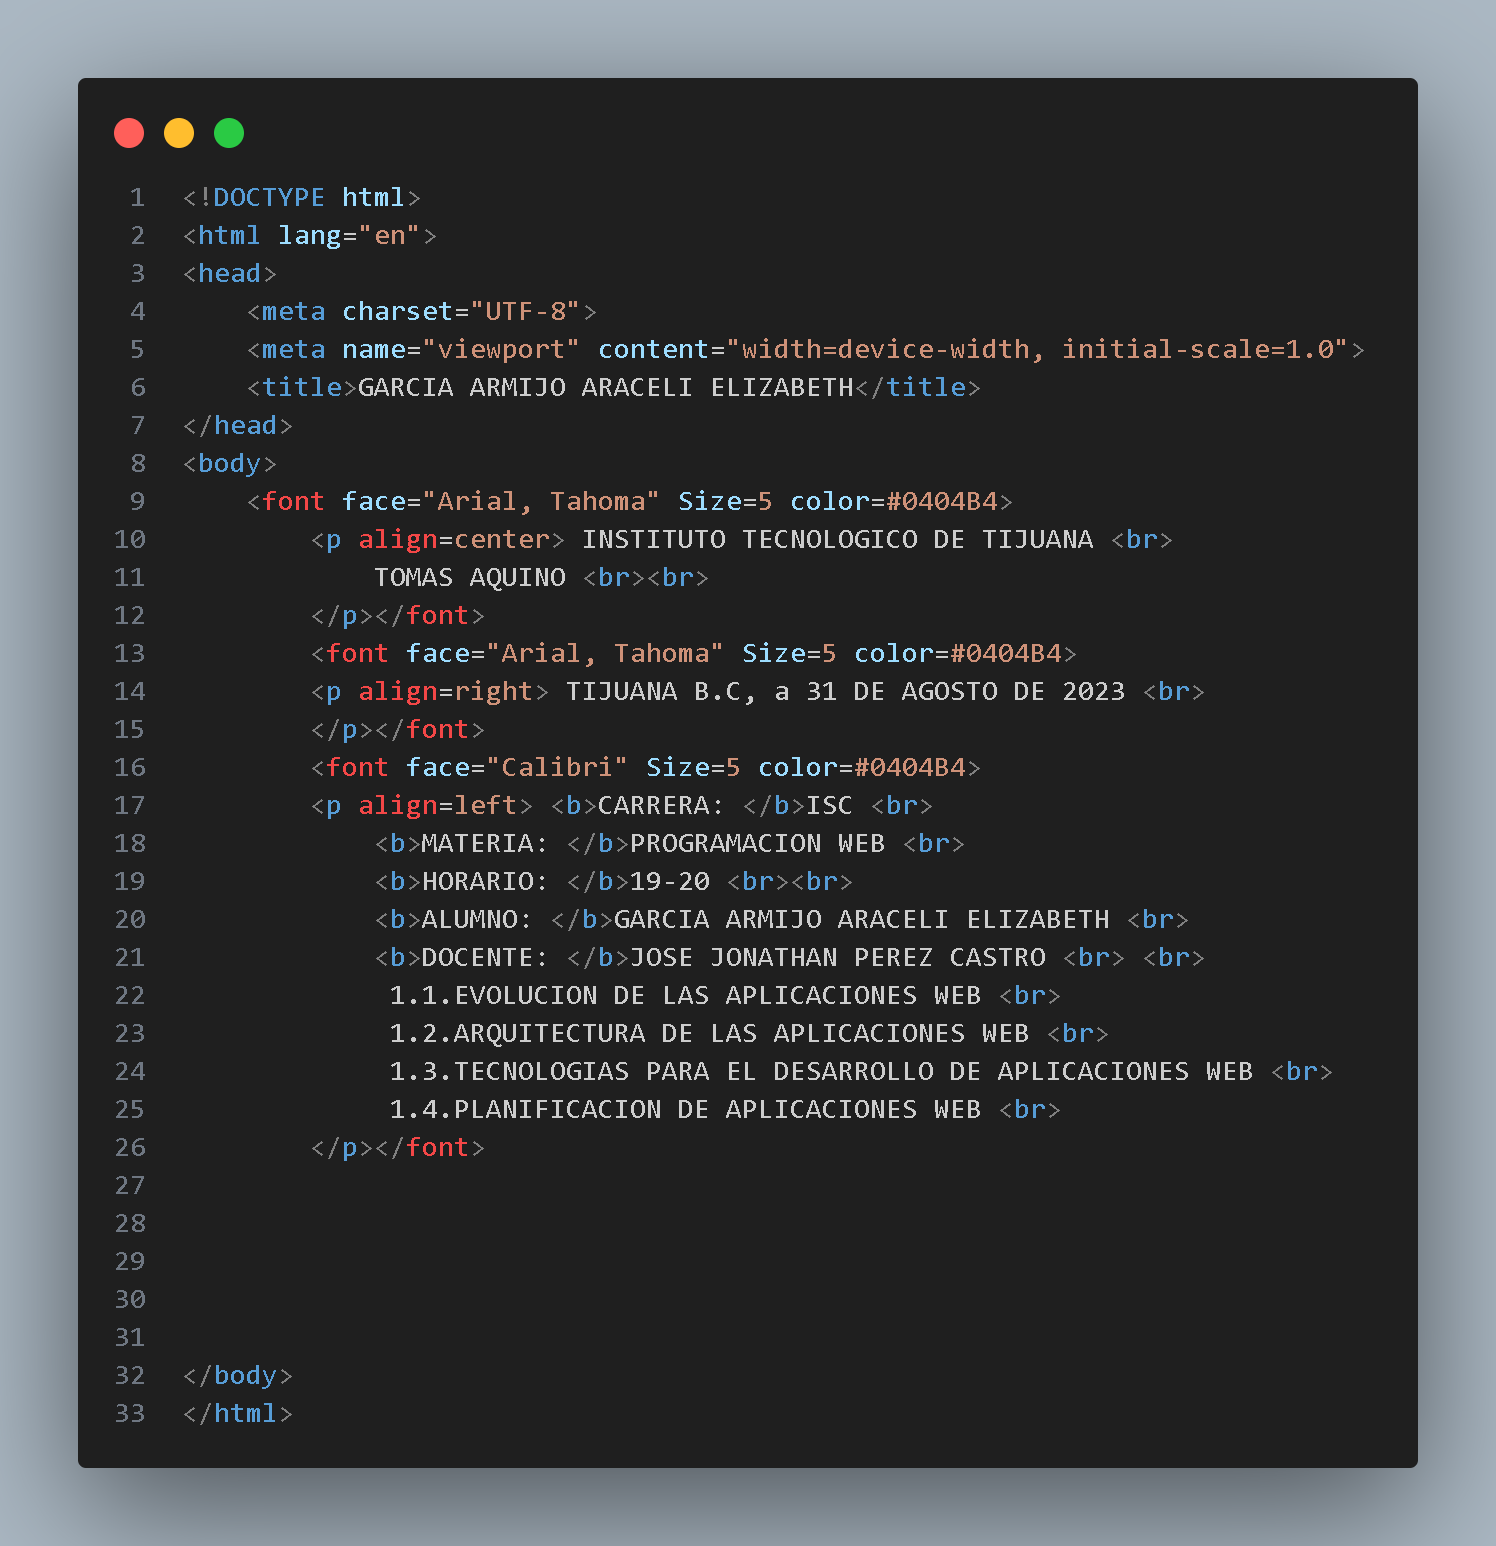 1 <!DOCTYPE html>
2 <html lang="en">
3 <head>
4     <meta charset="UTF-8">
5     <meta name="viewport" content="width=device-width, initial-scale=1.0">
6     <title>GARCIA ARMIJO ARACELI ELIZABETH</title>
7 </head>
8 <body>
9     <font face="Arial, Tahoma" Size=5 color=#0404B4>
10         <p align=center> INSTITUTO TECNOLOGICO DE TIJUANA <br>
11             TOMAS AQUINO <br><br>
12         </p></font>
13         <font face="Arial, Tahoma" Size=5 color=#0404B4>
14         <p align=right> TIJUANA B.C, a 31 DE AGOSTO DE 2023 <br>
15         </p></font>
16         <font face="Calibri" Size=5 color=#0404B4>
17         <p align=left> <b>CARRERA: </b>ISC <br>
18             <b>MATERIA: </b>PROGRAMACION WEB <br>
19             <b>HORARIO: </b>19-20 <br><br>
20             <b>ALUMNO: </b>GARCIA ARMIJO ARACELI ELIZABETH <br>
21             <b>DOCENTE: </b>JOSE JONATHAN PEREZ CASTRO <br> <br>
22              1.1.EVOLUCION DE LAS APLICACIONES WEB <br>
23              1.2.ARQUITECTURA DE LAS APLICACIONES WEB <br>
24              1.3.TECNOLOGIAS PARA EL DESARROLLO DE APLICACIONES WEB <br>
25              1.4.PLANIFICACION DE APLICACIONES WEB <br>
26         </p></font>
27
28
29
30
31
32 </body>
33 </html>